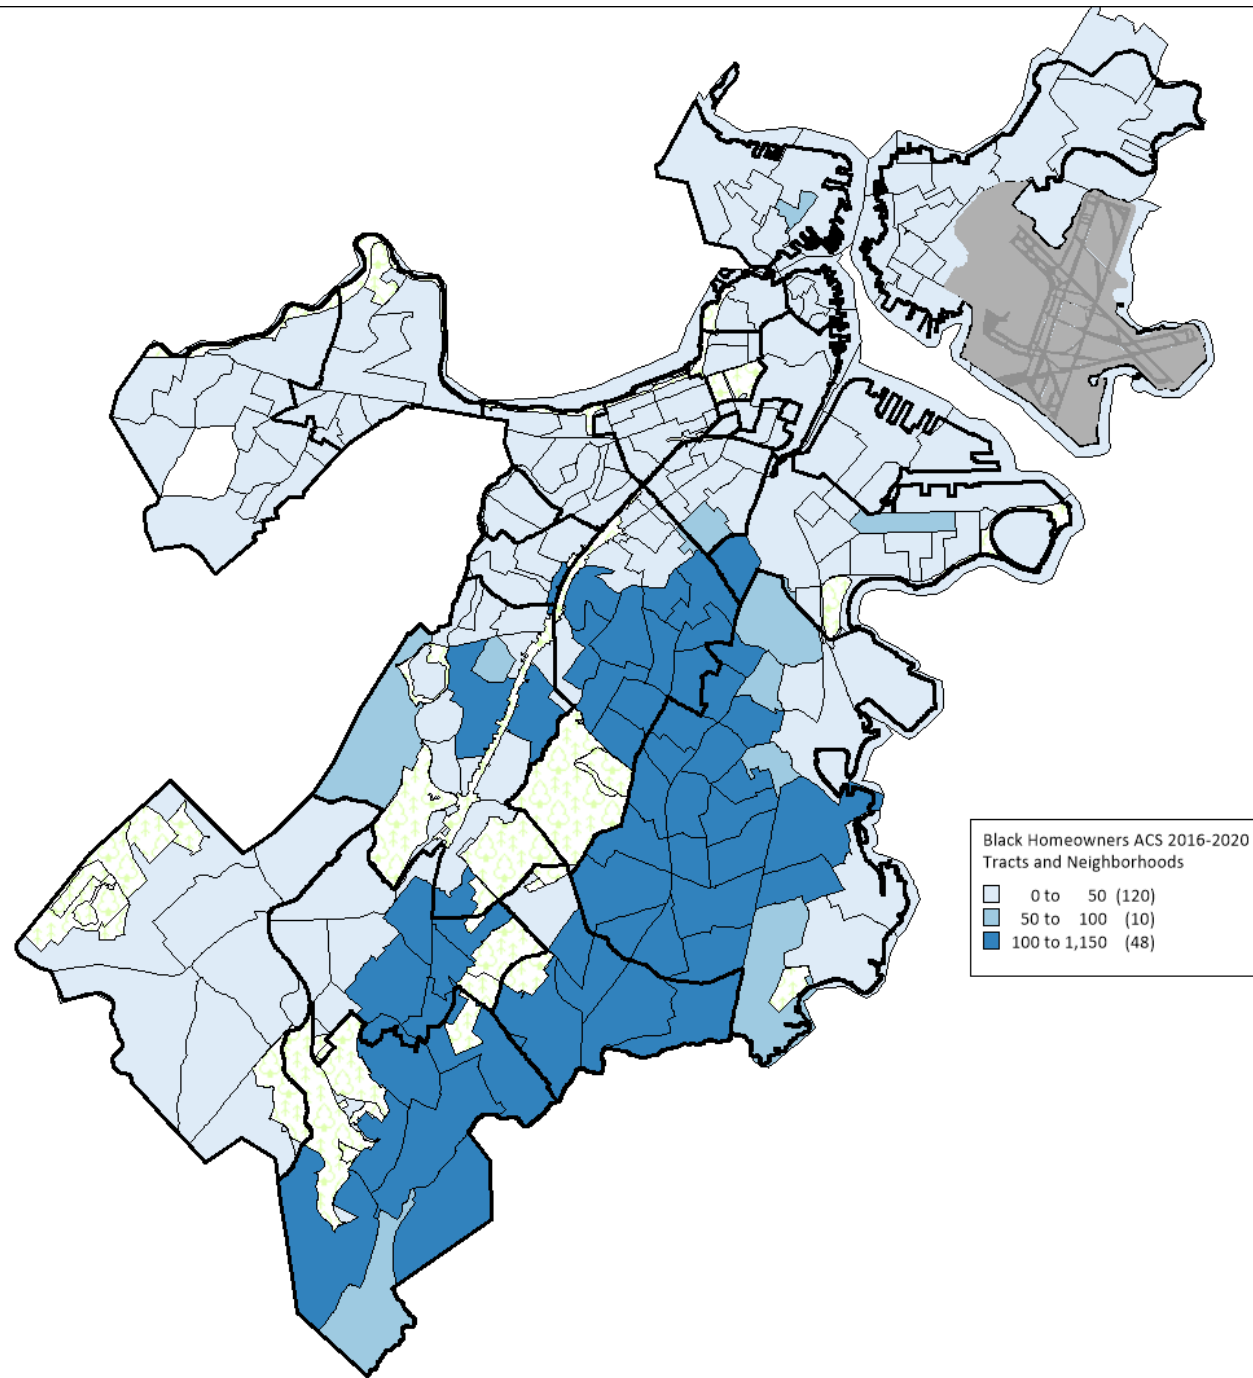 Black Homeowners ACS 2016-2020
Tracts and Neighborhoods
0 to 50 (120)
50 to 100 (10)
100 to 1,150 (48)